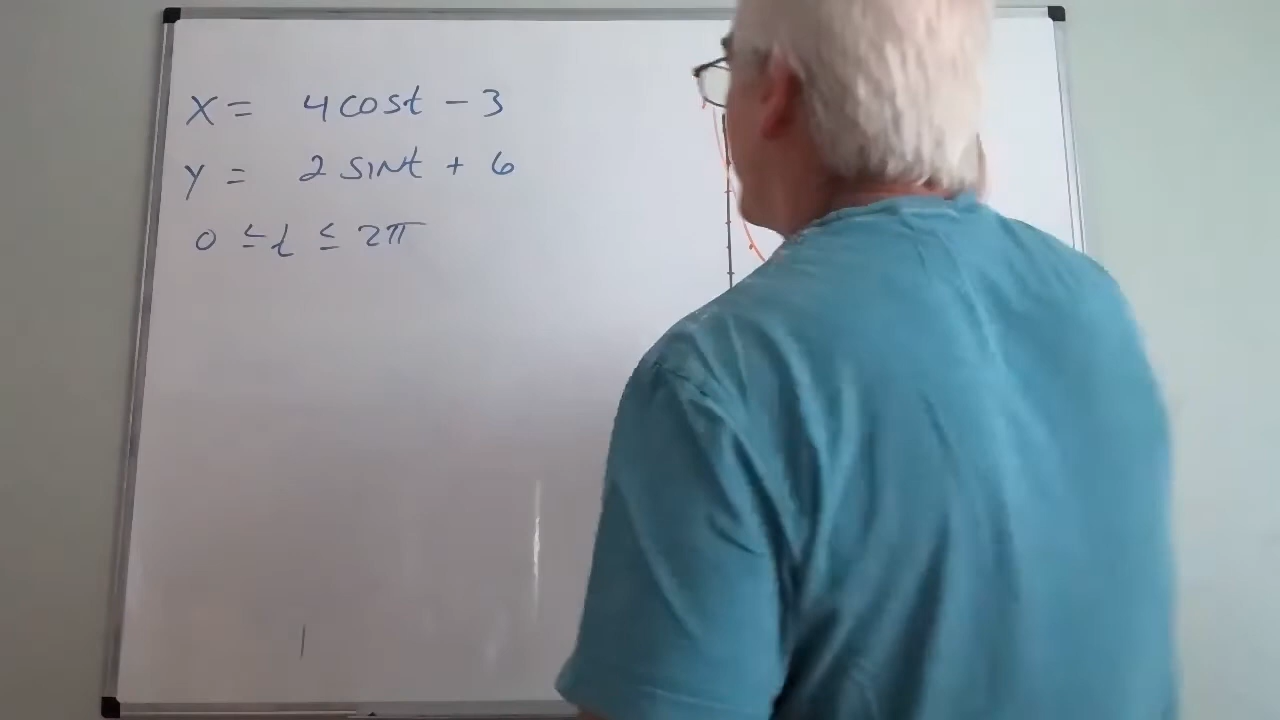 x = 4cost - 3
y = 2sint + 6
0 ≤ t ≤ 2π